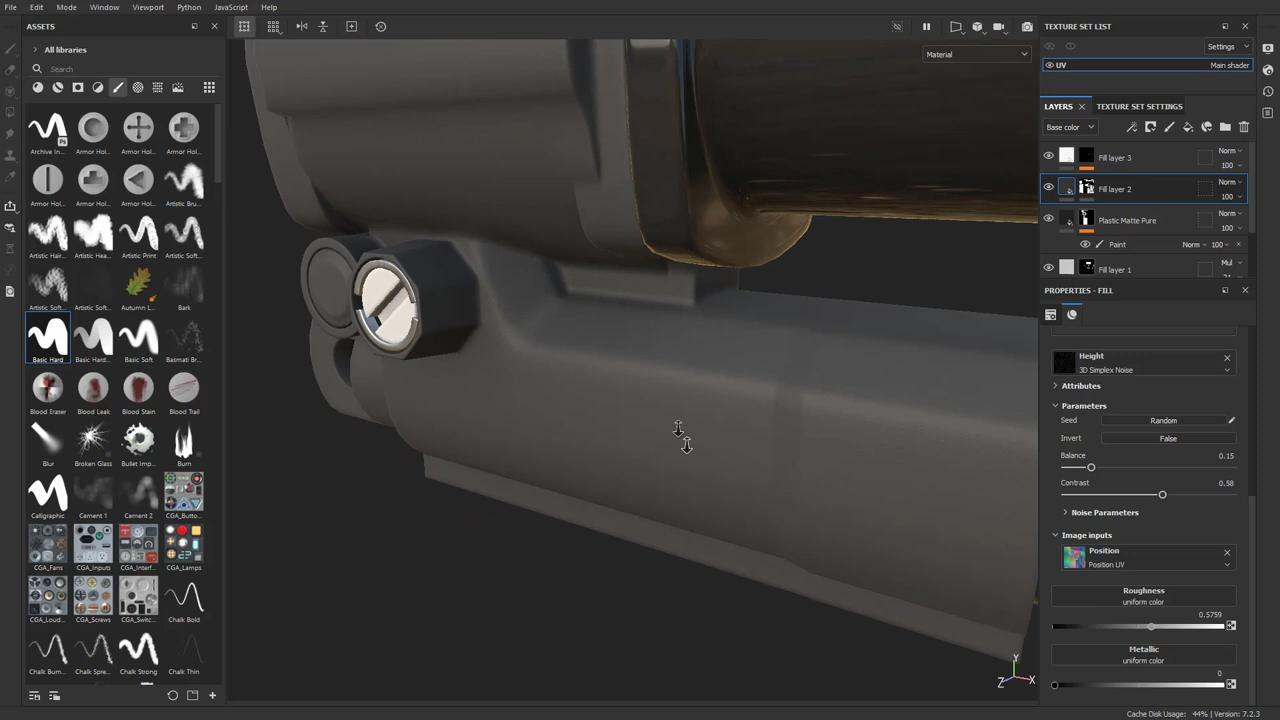 File Edit Mode Window Viewport Python JavaScript Help
ASSETS
All libraries
Search
Archive In...
Armor Hol...
Armor Hol...
Armor Hol...
Armor Hol...
Armor Hol...
Armor Hol...
Artistic Bru...
Artistic Hair...
Artistic Hea...
Artistic Print
Artistic Soft...
Artistic Soft...
Artistic Soft...
Autumn L...
Bark
Basic Hard
Basic Hard...
Basic Soft
Basmati Br...
Blood Eraser
Blood Leak
Blood Stain
Blood Trail
Blur
Broken Glass
Bullet Imp...
Burn
Calligraphic
Cement 1
Cement 2
CGA_Butto...
CGA_Fans
CGA_Inputs
CGA_Interf...
CGA_Lamps
CGA_Loud...
CGA_Screws
CGA_Switc...
Chalk Bold
Chalk Bum...
Chalk Spre...
Chalk Strong
Chalk Thin
Material
Y
Z
X
TEXTURE SET LIST
Settings
UV Main shader
LAYERS TEXTURE SET SETTINGS
Base color
Fill layer 3 Norm
100
Fill layer 2 Norm
100
Plastic Matte Pure Norm
100
Paint Norm 100
Fill layer 1 Mul
PROPERTIES - FILL
Height
3D Simplex Noise
Attributes
Parameters
Seed Random
Invert False
Balance 0.15
Contrast 0.58
Noise Parameters
Image inputs
Position
Position UV
Roughness
uniform color
0.5759
Metallic
uniform color
0
Cache Disk Usage: 44% | Version: 7.2.3